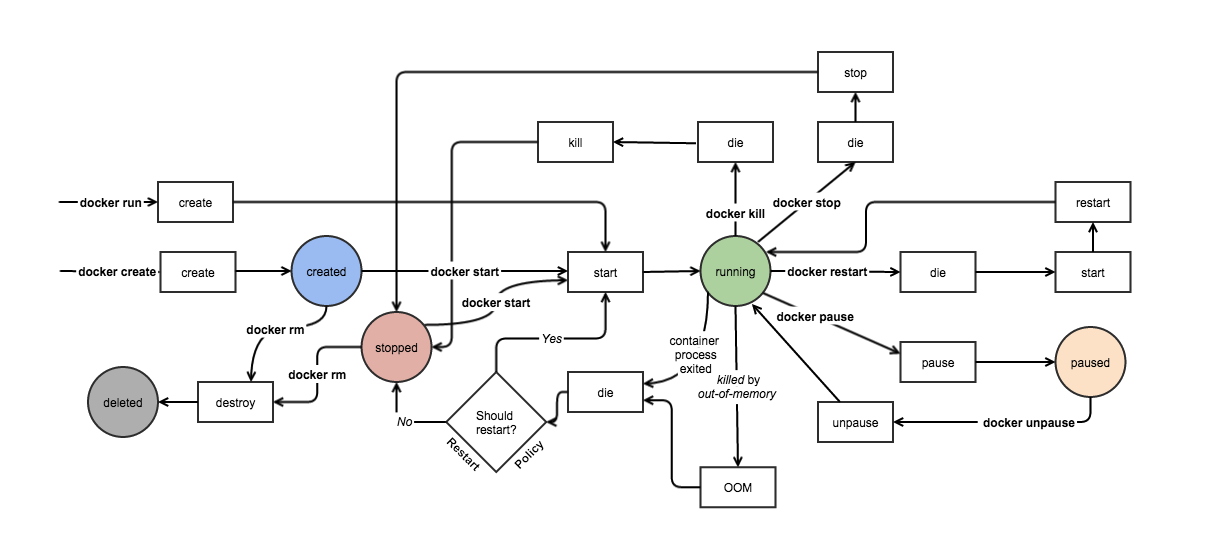 stop
kill
die
die
docker run
create
docker kill
docker stop
restart
docker create
create
created
docker start
start
running
docker restart
die
start
docker start
docker rm
docker pause
stopped
Yes
container
process
exited
pause
paused
docker rm
killed by
out-of-memory
deleted
destroy
die
No
Should
restart?
Restart
Policy
unpause
docker unpause
OOM